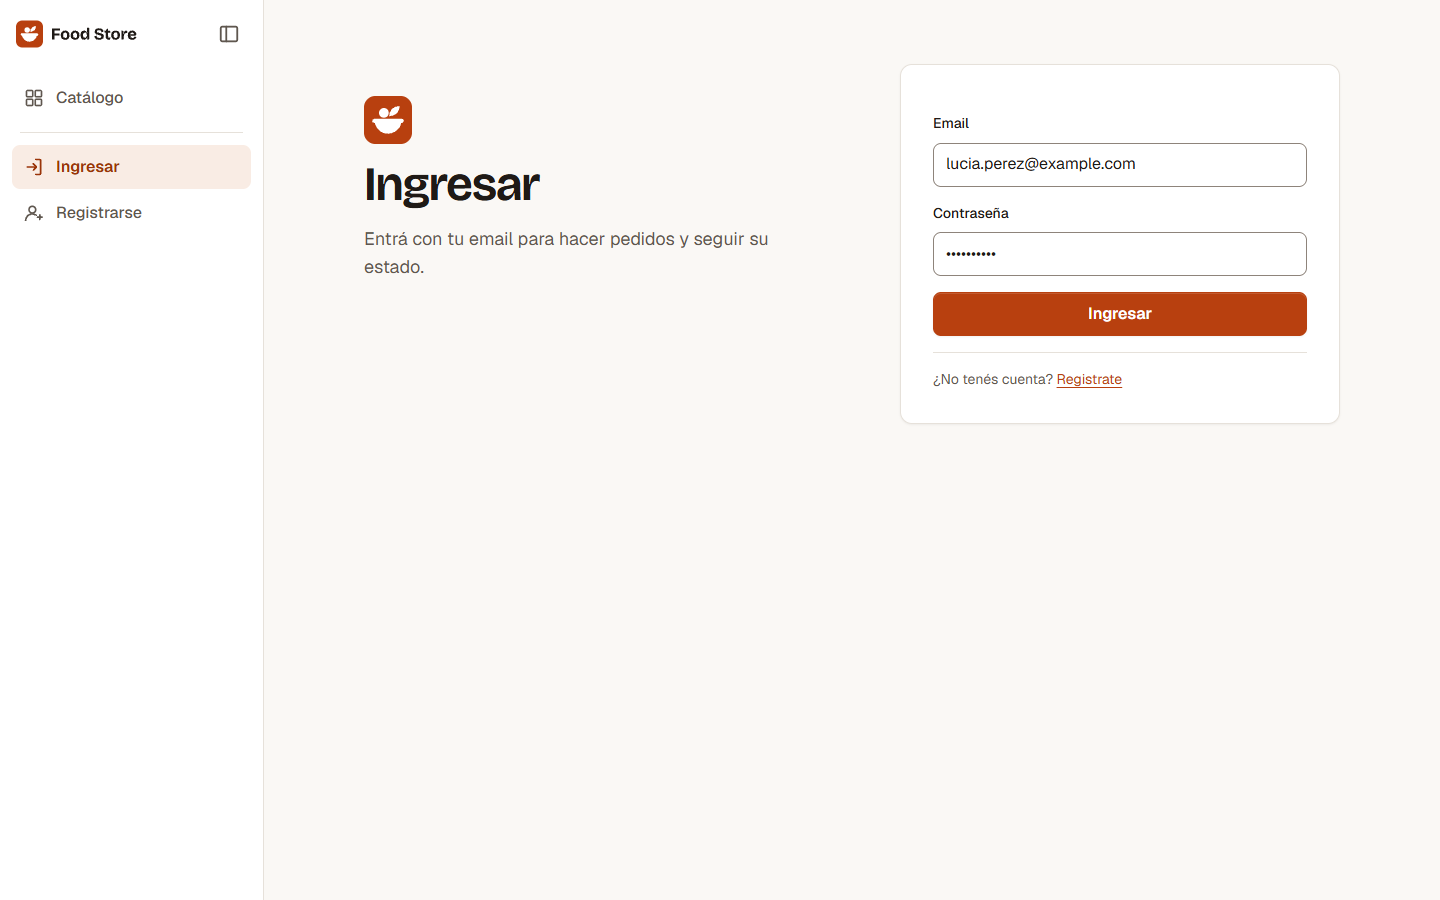 Food Store
Catálogo
Ingresar
Registrarse
Ingresar
Entrá con tu email para hacer pedidos y seguir su
estado.
Email
lucia.perez@example.com
Contraseña
••••••••••
Ingresar
¿No tenés cuenta? Registrate